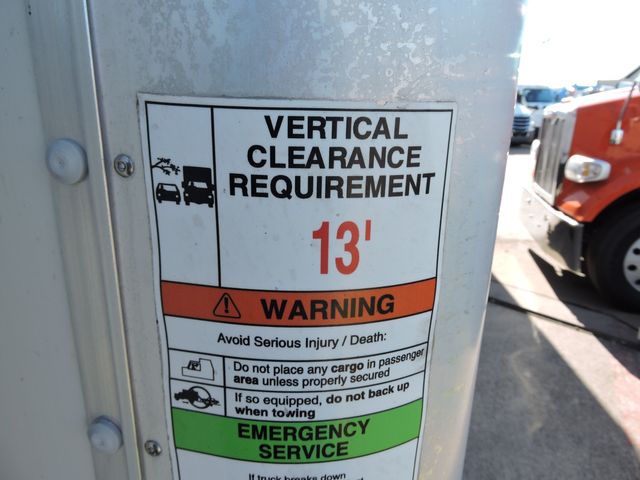 VERTICAL
CLEARANCE
REQUIREMENT
13'
WARNING
Avoid Serious Injury / Death:
Do not place any cargo in passenger
area unless properly secured
If so equipped, do not back up
when towing
EMERGENCY
SERVICE
If truck breaks down